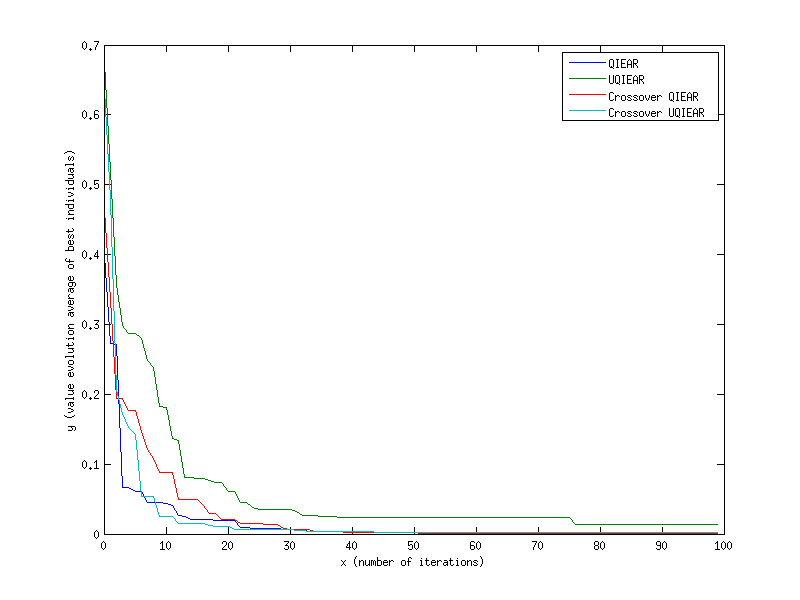 0.7
0.6
0.5
0.4
0.3
0.2
0.1
0
y (value evolution average of best individuals)
QIEAR
UQIEAR
Crossover QIEAR
Crossover UQIEAR
0 10 20 30 40 50 60 70 80 90 100
x (number of iterations)